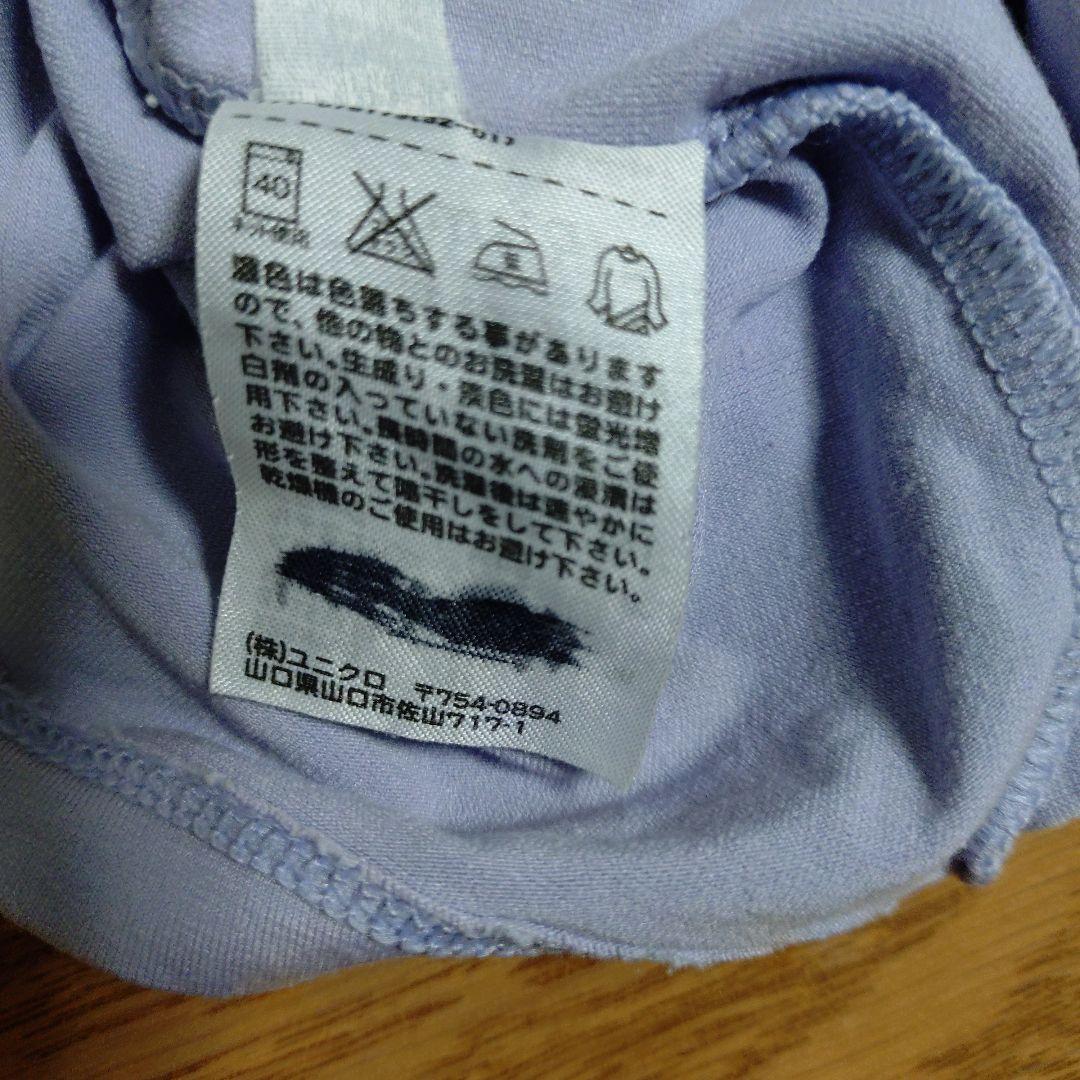 40
ネット使用
濃色は色落ちする事があります
ので、他の物とのお洗濯はお避け
下さい。生成り・淡色には蛍光増
白剤の入っていない洗剤をご使
用下さい。長時間の水への浸漬は
お避け下さい。洗濯後は速やかに
形を整えて陰干しをして下さい。
乾燥機のご使用はお避け下さい。
(株)ユニクロ 〒754-0894
山口県山口市佐山717-1